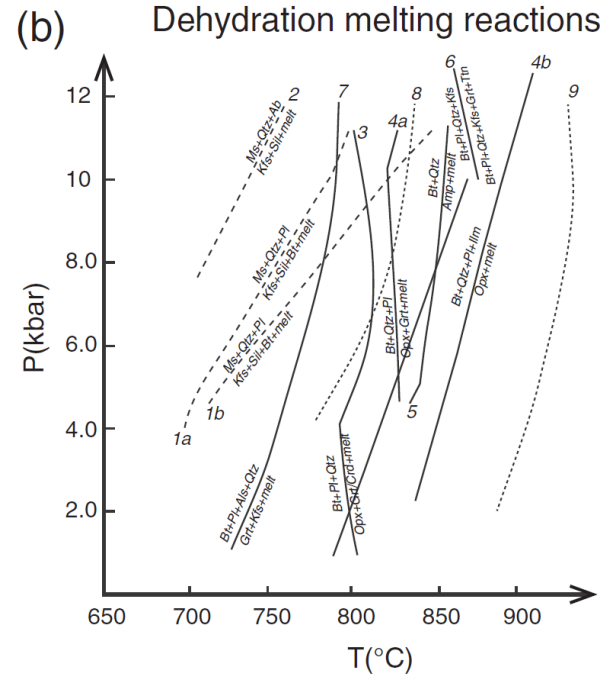 (b) Dehydration melting reactions
12
10
8.0
6.0
4.0
2.0
P(kbar)
650 700 750 800 850 900
T(°C)
1a
1b
2
7
3
4a
8
6
4b
9
5
Ms+Qtz+Ab
Kfs+Sil+melt
Ms+Qtz+Pl
Kfs+Sil+Bt+melt
Ms+Qtz+Pl
Kfs+Sil+Bt+melt
Bt+Pl+Als+Qtz
Grt+Kfs+melt
Bt+Pl+Qtz
Opx+Grt/Crd+melt
Bt+Qtz+Pl
Opx+Grt+melt
Bt+Qtz
Amp+melt
Bt+Pl+Qtz+Kfs
Bt+Pl+Qtz+Kfs+Grt+Ttn
Bt+Qtz+Pl+Ilm
Opx+melt